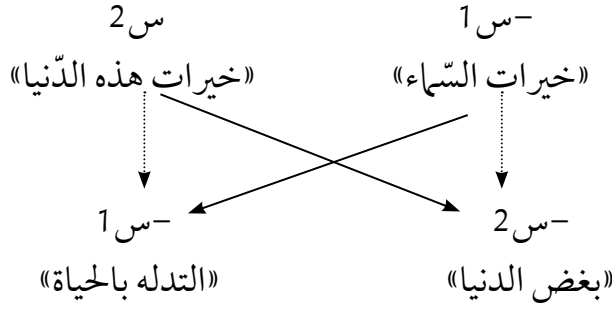 –س1 س2
«خيرات السّماء» «خيرات هذه الدّنيا»
–س2 –س1
«بغض الدنيا» «التدله بالحياة»